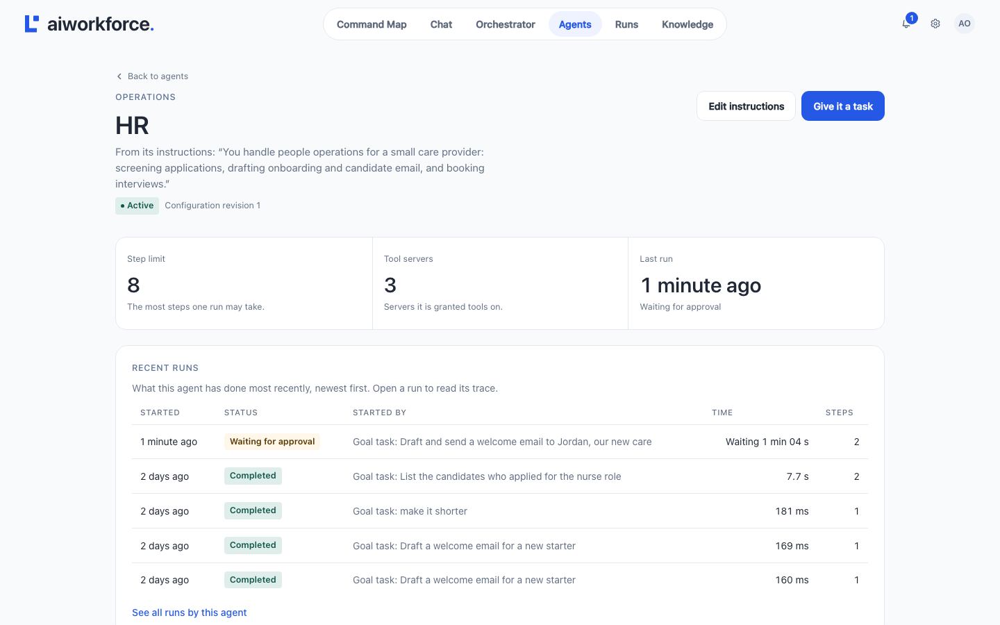 aiworkforce.
Command Map
Chat
Orchestrator
Agents
Runs
Knowledge
1
AO
Back to agents
OPERATIONS
HR
From its instructions: “You handle people operations for a small care provider:
screening applications, drafting onboarding and candidate email, and booking
interviews.”
Active
Configuration revision 1
Edit instructions
Give it a task
Step limit
8
The most steps one run may take.
Tool servers
3
Servers it is granted tools on.
Last run
1 minute ago
Waiting for approval
RECENT RUNS
What this agent has done most recently, newest first. Open a run to read its trace.
STARTED STATUS STARTED BY TIME STEPS
1 minute ago Waiting for approval Goal task: Draft and send a welcome email to Jordan, our new care Waiting 1 min 04 s 2
2 days ago Completed Goal task: List the candidates who applied for the nurse role 7.7 s 2
2 days ago Completed Goal task: make it shorter 181 ms 1
2 days ago Completed Goal task: Draft a welcome email for a new starter 169 ms 1
2 days ago Completed Goal task: Draft a welcome email for a new starter 160 ms 1
See all runs by this agent